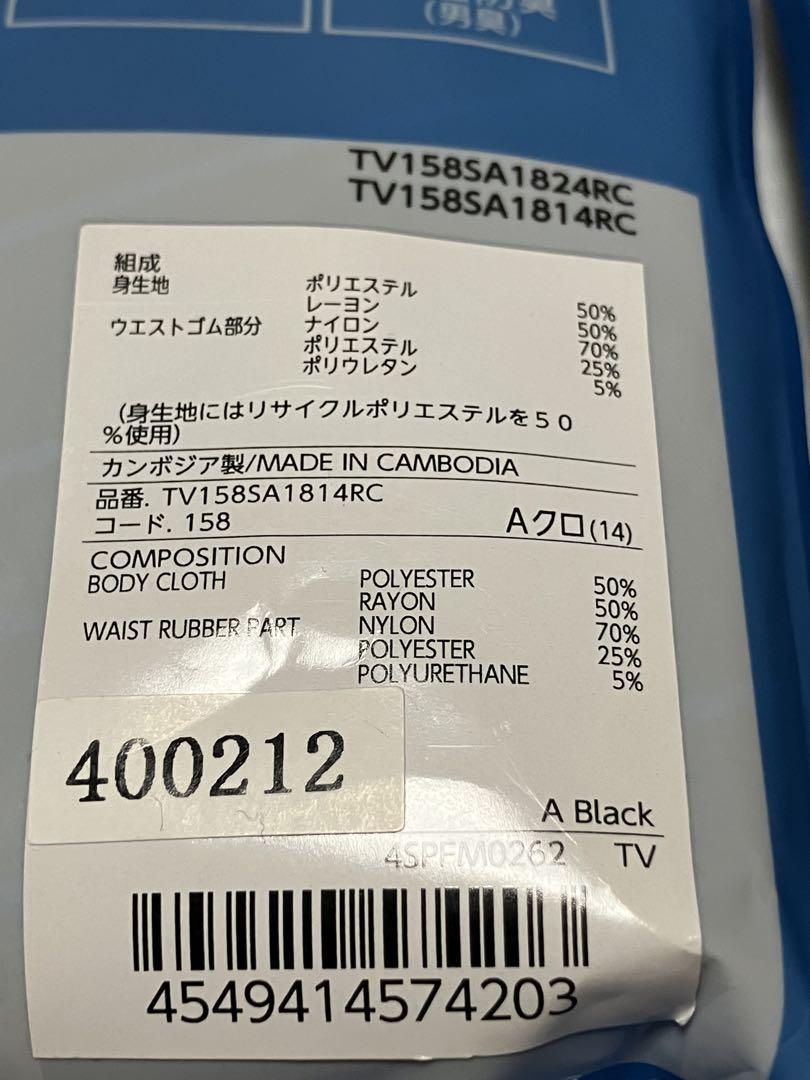 (男臭)
TV158SA1824RC
TV158SA1814RC
組成
身生地 ポリエステル 50%
レーヨン 50%
ウエストゴム部分 ナイロン 70%
ポリエステル 25%
ポリウレタン 5%
(身生地にはリサイクルポリエステルを50
%使用)
カンボジア製/MADE IN CAMBODIA
品番. TV158SA1814RC
コード. 158 Aクロ(14)
COMPOSITION
BODY CLOTH POLYESTER 50%
RAYON 50%
WAIST RUBBER PART NYLON 70%
POLYESTER 25%
POLYURETHANE 5%
400212
A Black
4SPFM0262 TV
4549414574203